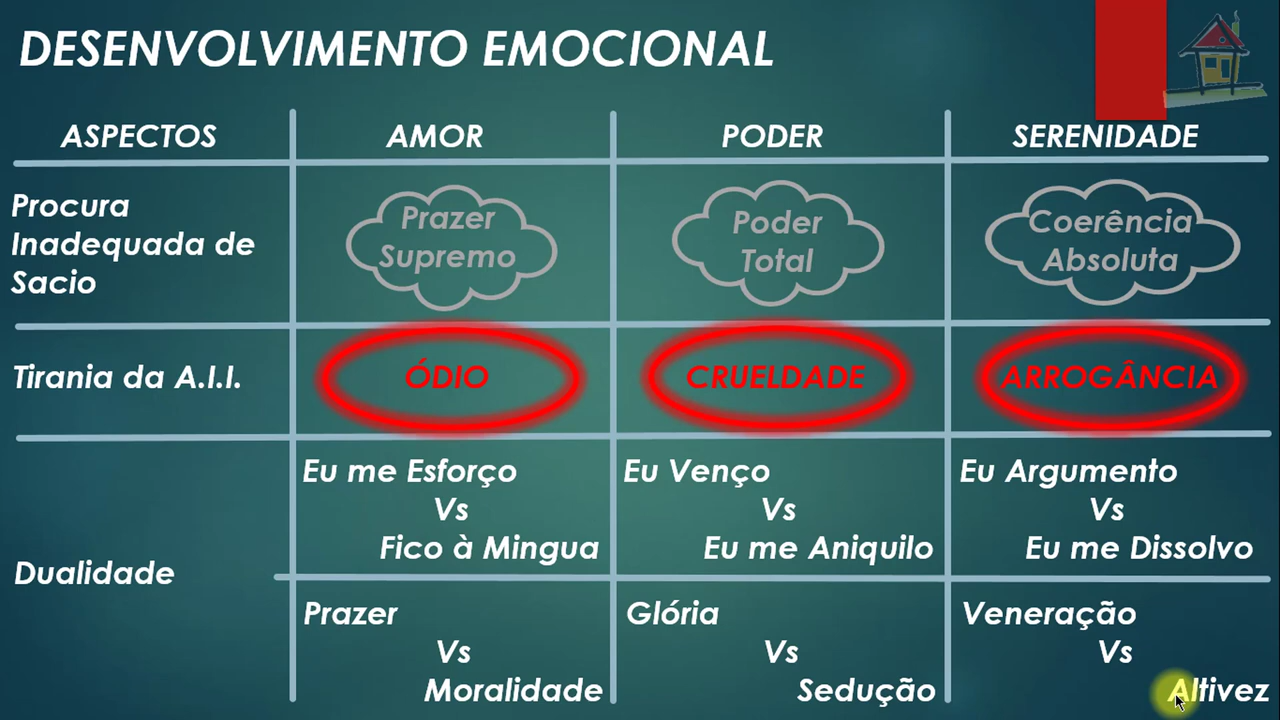 DESENVOLVIMENTO EMOCIONAL
ASPECTOS
AMOR
PODER
SERENIDADE
Procura
Inadequada de
Sacio
Prazer
Supremo
Poder
Total
Coerência
Absoluta
Tirania da A.I.I.
ÓDIO
CRUELDADE
ARROGÂNCIA
Dualidade
Eu me Esforço
Vs
Fico à Mingua
Eu Venço
Vs
Eu me Aniquilo
Eu Argumento
Vs
Eu me Dissolvo
Prazer
Vs
Moralidade
Glória
Vs
Sedução
Veneração
Vs
Altivez